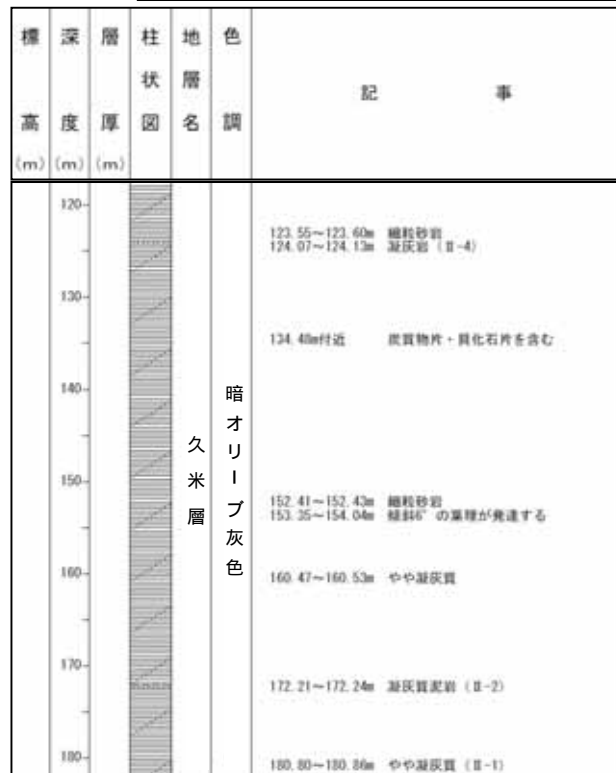 標高(m)
深度(m)
層厚(m)
柱状図
地層名
色調
記事
120
123.55～123.60m 細粒砂岩
124.07～124.13m 凝灰岩（Ⅱ-4）
130
134.48m付近 炭質物片・貝化石片を含む
140
久米層
暗オリーブ灰色
150
152.41～152.43m 細粒砂岩
153.35～154.04m 傾斜6°の葉理が発達する
160
160.47～160.53m やや凝灰質
170
172.21～172.24m 凝灰質泥岩（Ⅱ-2）
180
180.80～180.86m やや凝灰質（Ⅱ-1）